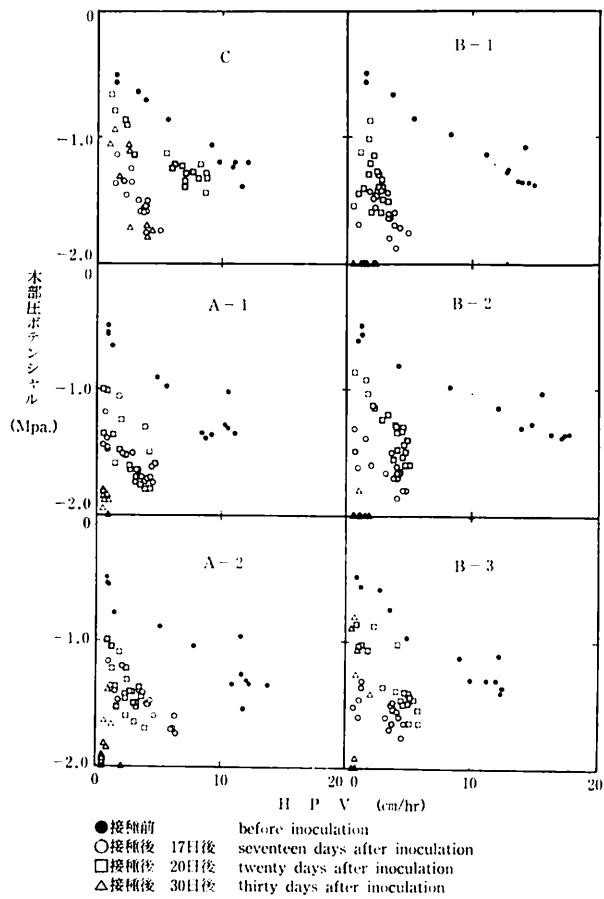 0
C
B-1
-1.0
-2.0
0
木部圧ポテンシャル
(Mpa.)
A-1
B-2
-1.0
-2.0
0
A-2
B-3
-1.0
-2.0
0
10
20 0
10
20
H P V (cm/hr)
●接種前 before inoculation
○接種後 17日後 seventeen days after inoculation
□接種後 20日後 twenty days after inoculation
△接種後 30日後 thirty days after inoculation